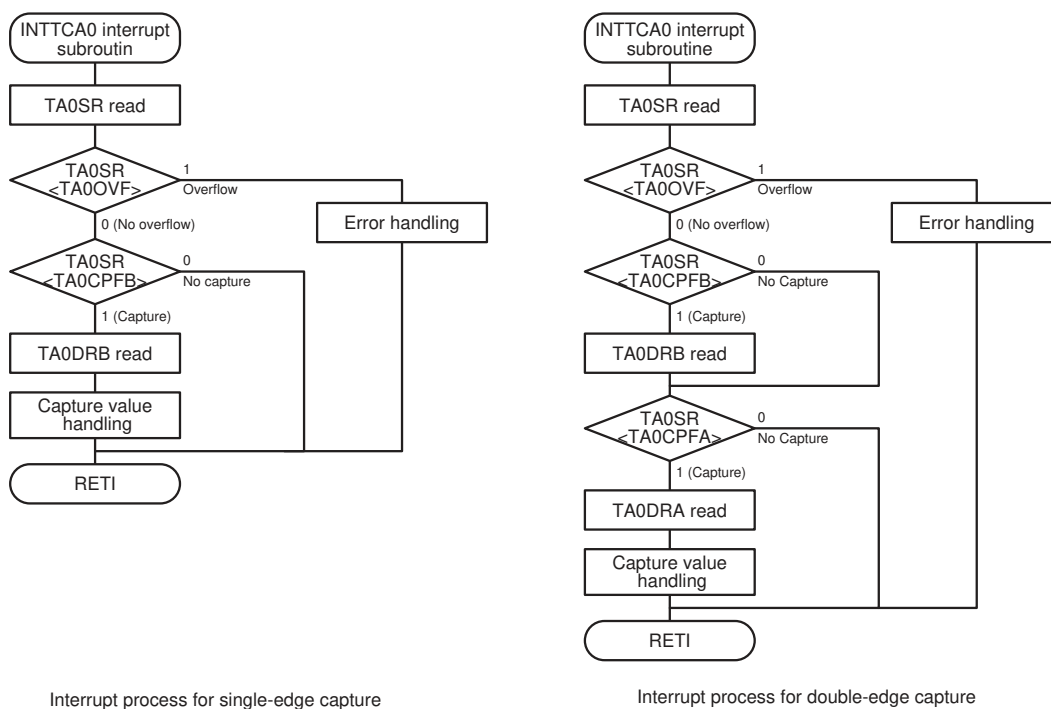 INTTCA0 interrupt
subroutin
TA0SR read
TA0SR
<TA0OVF>
1
Overflow
0 (No overflow)
Error handling
TA0SR
<TA0CPFB>
0
No capture
1 (Capture)
TA0DRB read
Capture value
handling
RETI
Interrupt process for single-edge capture
INTTCA0 interrupt
subroutine
TA0SR read
TA0SR
<TA0OVF>
1
Overflow
0 (No overflow)
Error handling
TA0SR
<TA0CPFB>
0
No Capture
1 (Capture)
TA0DRB read
TA0SR
<TA0CPFA>
0
No Capture
1 (Capture)
TA0DRA read
Capture value
handling
RETI
Interrupt process for double-edge capture